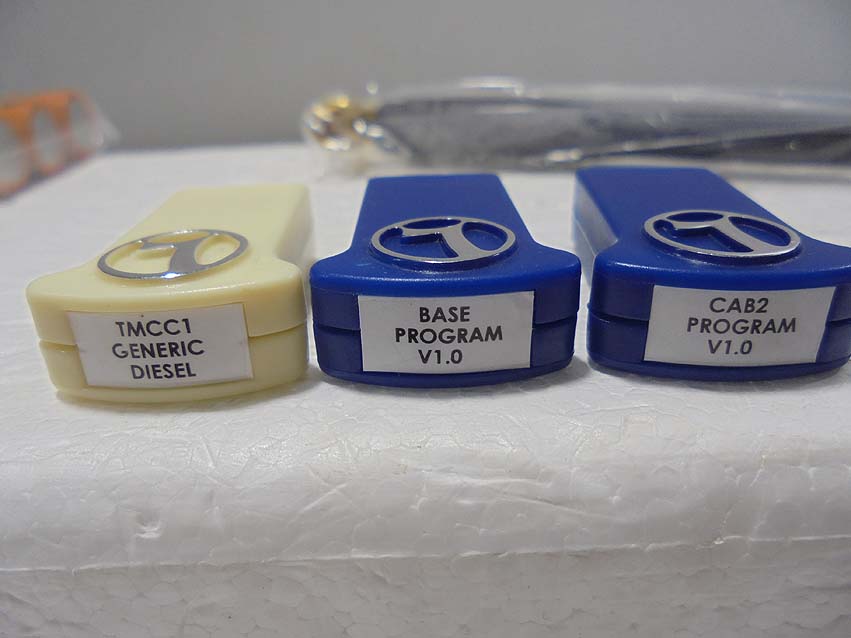 TMCC1
GENERIC
DIESEL
BASE
PROGRAM
V1.0
CAB2
PROGRAM
V1.0